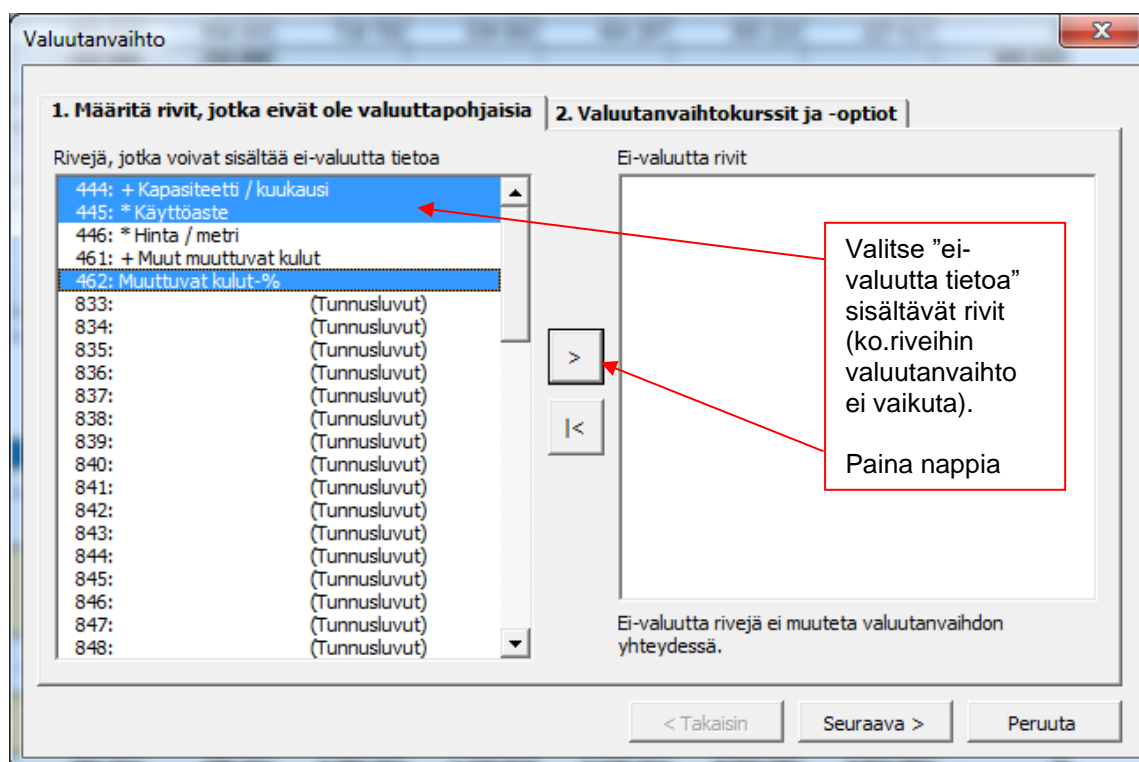 Valuutanvaihto
1. Määritä rivit, jotka eivät ole valuuttapohjaisia
2. Valuutanvaihtokurssit ja -optiot
Rivejä, jotka voivat sisältää ei-valuutta tietoa
444: + Kapasiteetti / kuukausi
445: * Käyttöaste
446: * Hinta / metri
461: + Muut muuttuvat kulut
462: Muuttuvat kulut-%
833: (Tunnusluvut)
834: (Tunnusluvut)
835: (Tunnusluvut)
836: (Tunnusluvut)
837: (Tunnusluvut)
838: (Tunnusluvut)
839: (Tunnusluvut)
840: (Tunnusluvut)
841: (Tunnusluvut)
842: (Tunnusluvut)
843: (Tunnusluvut)
844: (Tunnusluvut)
845: (Tunnusluvut)
846: (Tunnusluvut)
847: (Tunnusluvut)
848: (Tunnusluvut)
>
|<
Ei-valuutta rivit
Valitse ”ei-
valuutta tietoa”
sisältävät rivit
(ko.riveihin
valuutanvaihto
ei vaikuta).
Paina nappia
Ei-valuutta rivejä ei muuteta valuutanvaihdon
yhteydessä.
< Takaisin
Seuraava >
Peruuta